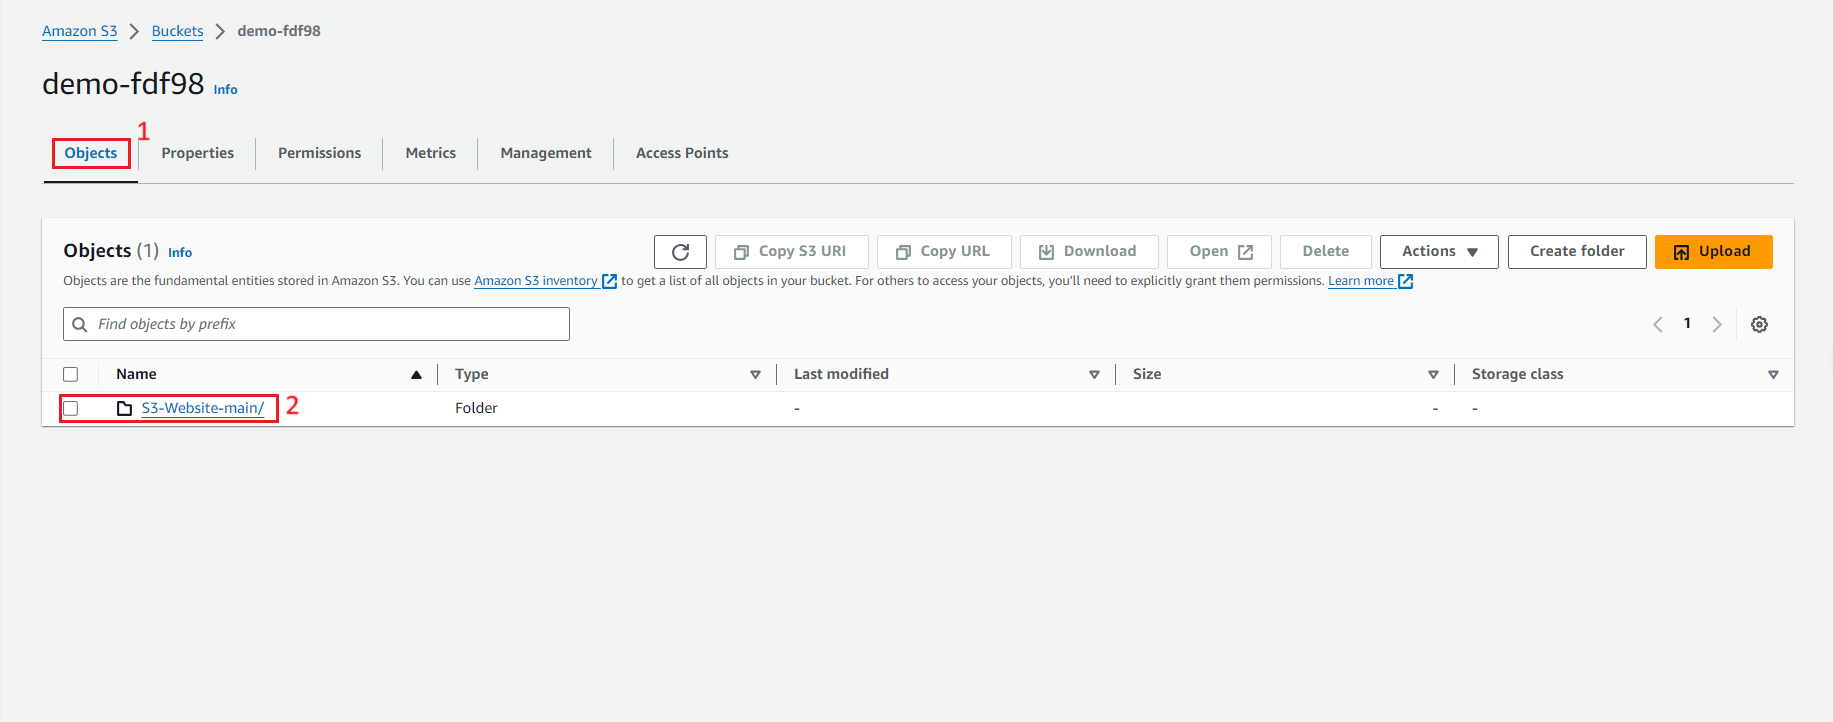 Amazon S3 > Buckets > demo-fdf98
demo-fdf98 Info
1
Objects Properties Permissions Metrics Management Access Points
Objects (1) Info Copy S3 URI Copy URL Download Open Delete Actions Create folder Upload
Objects are the fundamental entities stored in Amazon S3. You can use Amazon S3 inventory to get a list of all objects in your bucket. For others to access your objects, you'll need to explicitly grant them permissions. Learn more
Find objects by prefix 1
Name Type Last modified Size Storage class
S3-Website-main/ 2 Folder - - -